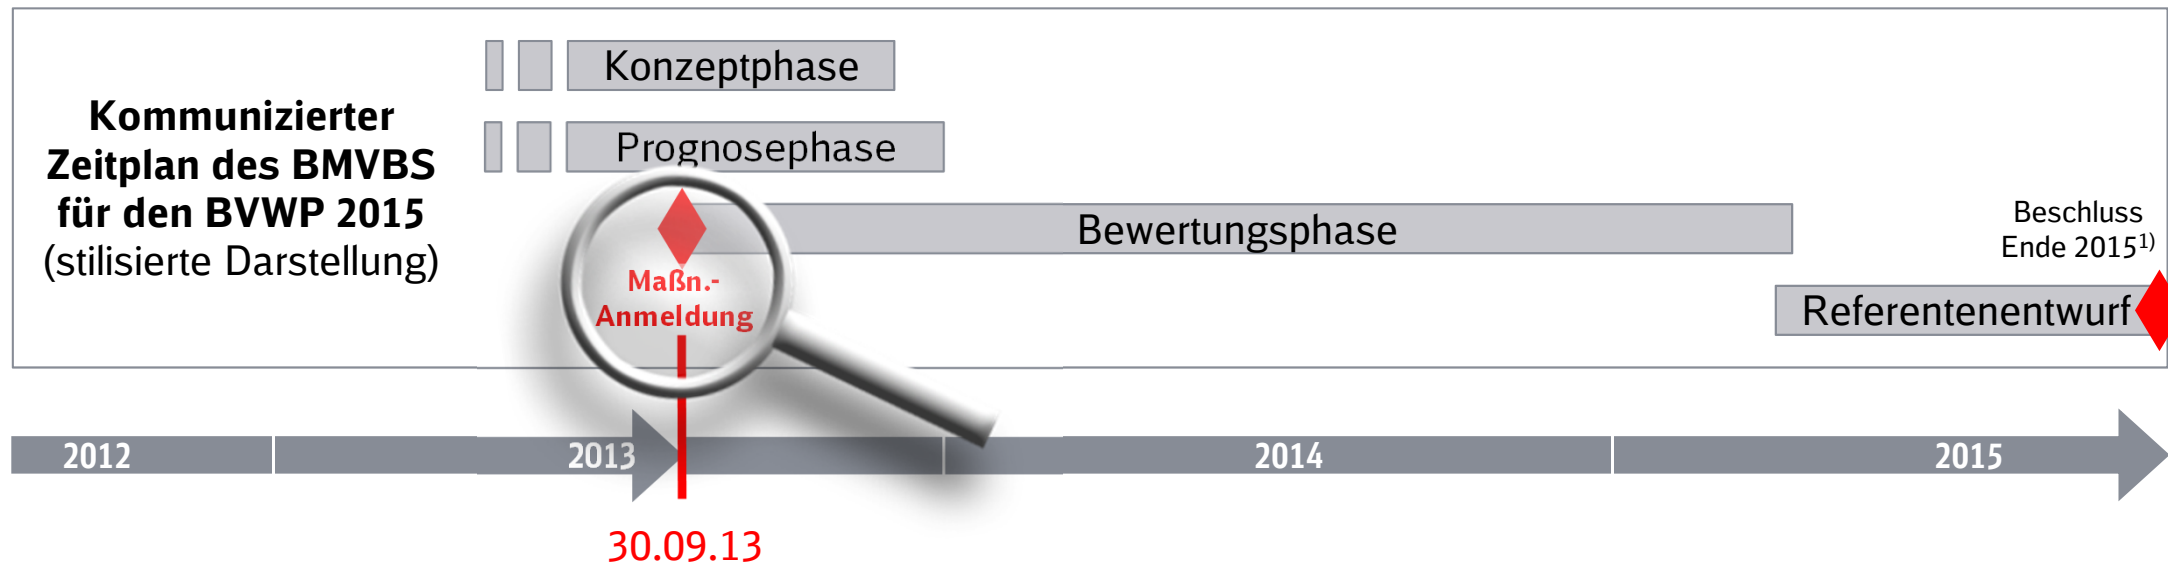 Kommunizierter
Zeitplan des BMVBS
für den BVWP 2015
(stilisierte Darstellung)
Konzeptphase
Prognosephase
Bewertungsphase
Maßn.-
Anmeldung
Beschluss
Ende 2015¹⁾
Referentenentwurf
2012
2013
2014
2015
30.09.13